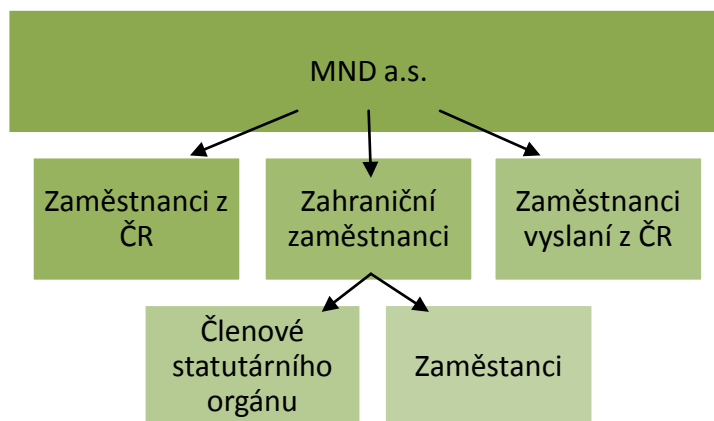 MND a.s.
Zaměstnanci z
ČR
Zahraniční
zaměstnanci
Zaměstnanci
vyslaní z ČR
Členové
statutárního
orgánu
Zaměstanci